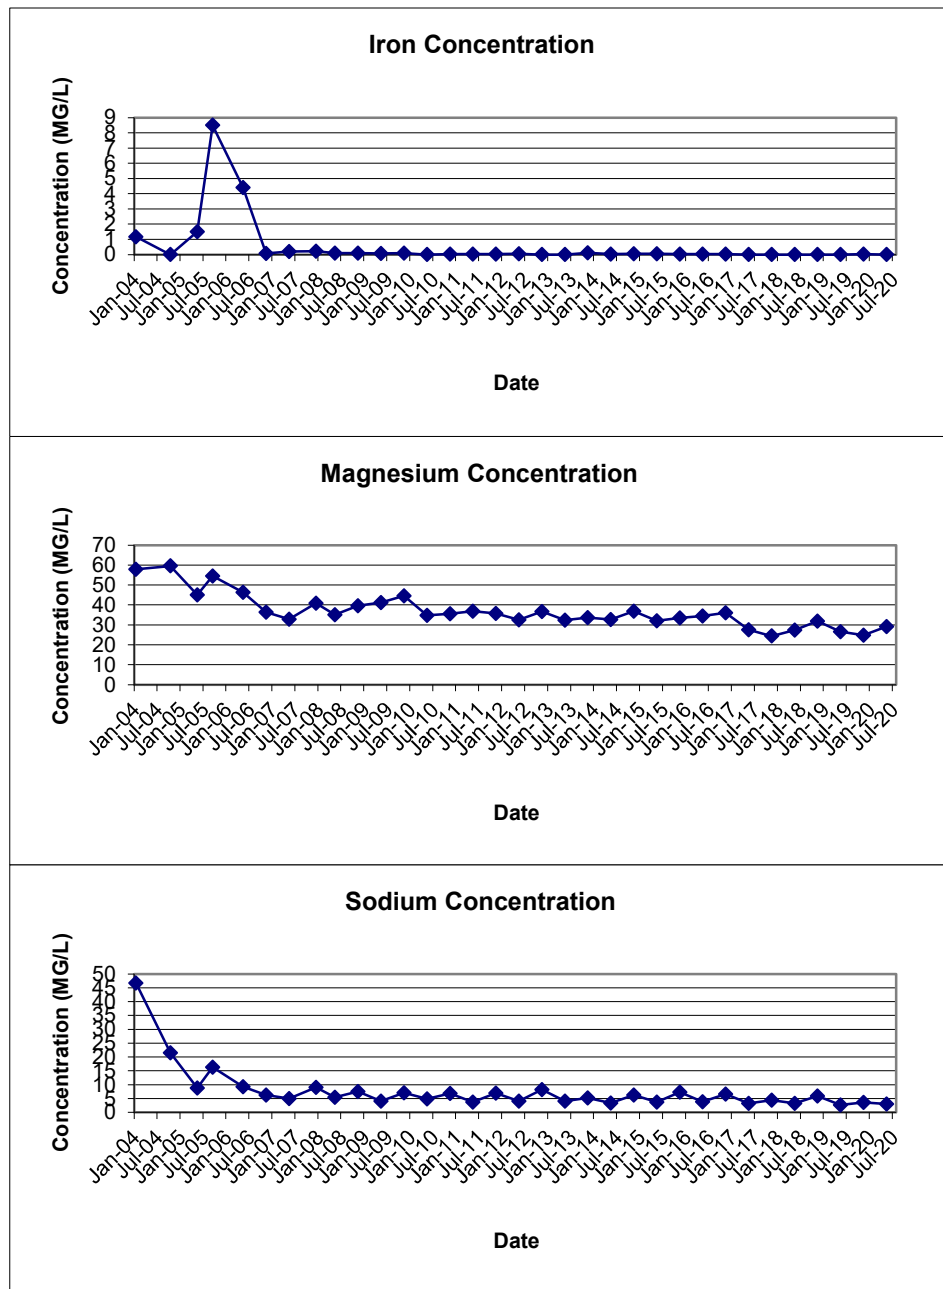 Iron Concentration
Concentration (MG/L)
9
8
7
6
5
4
3
2
1
0
Jan-04 Jul-04 Jan-05 Jul-05 Jan-06 Jul-06 Jan-07 Jul-07 Jan-08 Jul-08 Jan-09 Jul-09 Jan-10 Jul-10 Jan-11 Jul-11 Jan-12 Jul-12 Jan-13 Jul-13 Jan-14 Jul-14 Jan-15 Jul-15 Jan-16 Jul-16 Jan-17 Jul-17 Jan-18 Jul-18 Jan-19 Jul-19 Jan-20 Jul-20
Date
Magnesium Concentration
Concentration (MG/L)
70
60
50
40
30
20
10
0
Jan-04 Jul-04 Jan-05 Jul-05 Jan-06 Jul-06 Jan-07 Jul-07 Jan-08 Jul-08 Jan-09 Jul-09 Jan-10 Jul-10 Jan-11 Jul-11 Jan-12 Jul-12 Jan-13 Jul-13 Jan-14 Jul-14 Jan-15 Jul-15 Jan-16 Jul-16 Jan-17 Jul-17 Jan-18 Jul-18 Jan-19 Jul-19 Jan-20 Jul-20
Date
Sodium Concentration
Concentration (MG/L)
50
45
40
35
30
25
20
15
10
5
0
Jan-04 Jul-04 Jan-05 Jul-05 Jan-06 Jul-06 Jan-07 Jul-07 Jan-08 Jul-08 Jan-09 Jul-09 Jan-10 Jul-10 Jan-11 Jul-11 Jan-12 Jul-12 Jan-13 Jul-13 Jan-14 Jul-14 Jan-15 Jul-15 Jan-16 Jul-16 Jan-17 Jul-17 Jan-18 Jul-18 Jan-19 Jul-19 Jan-20 Jul-20
Date